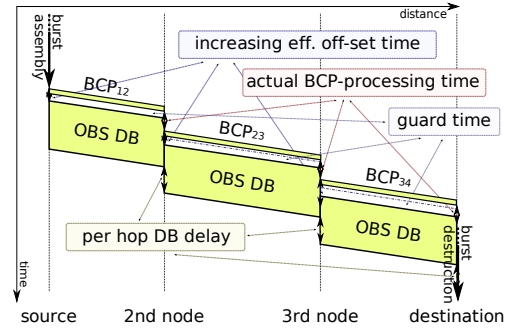 distance
burst
assembly
increasing eff. off-set time
actual BCP-processing time
guard time
BCP12
BCP23
BCP34
OBS DB
OBS DB
OBS DB
per hop DB delay
burst
destruction
time
source
2nd node
3rd node
destination